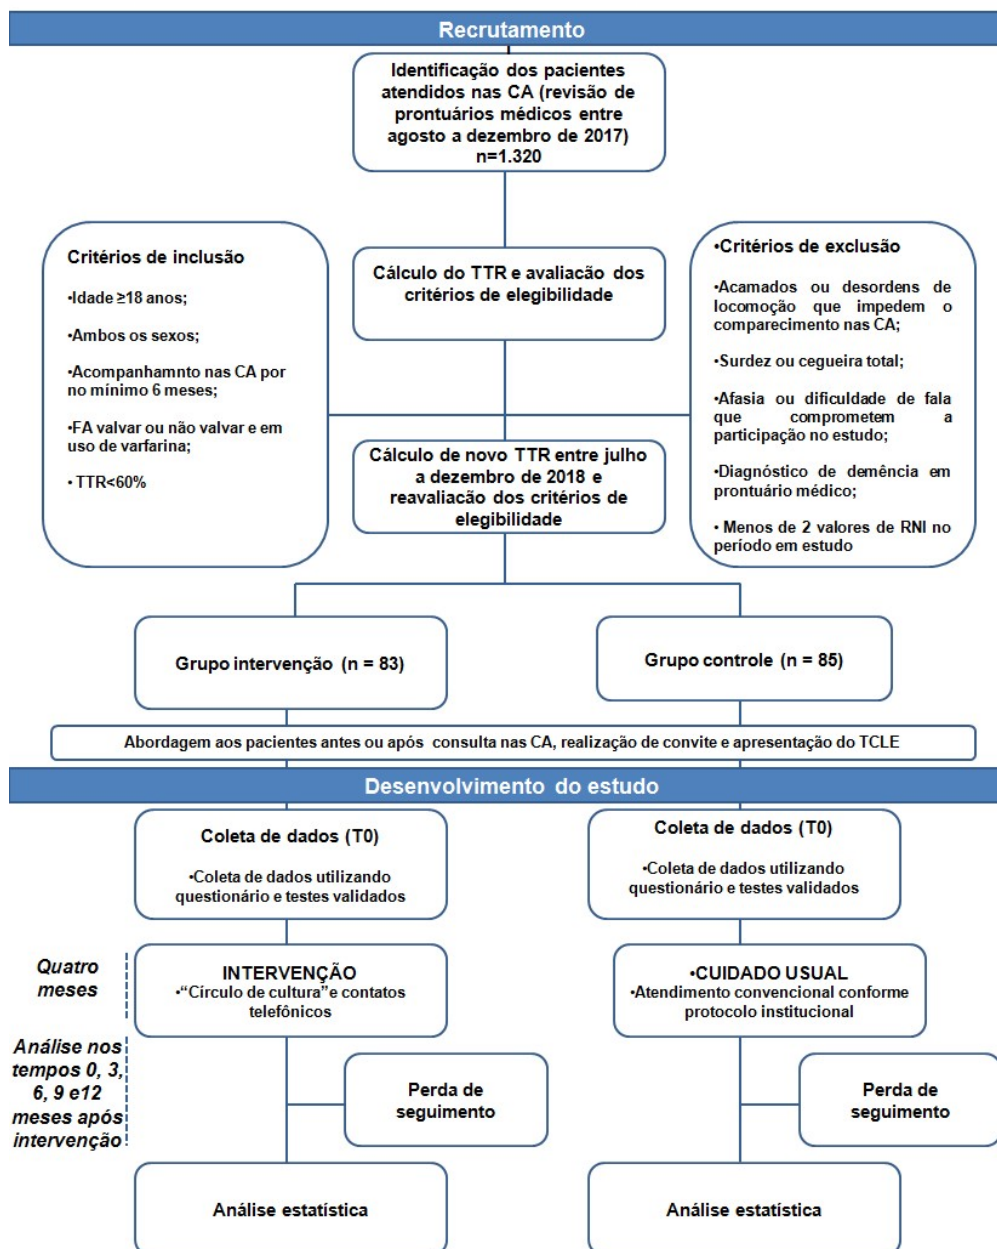 Recrutamento
Identificação dos pacientes
atendidos nas CA (revisão de
prontuários médicos entre
agosto a dezembro de 2017)
n=1.320
Critérios de inclusão
•Idade ≥18 anos;
•Ambos os sexos;
•Acompanhamnto nas CA por
no mínimo 6 meses;
•FA valvar ou não valvar e em
uso de varfarina;
• TTR<60%
Cálculo do TTR e avaliacão dos
critérios de elegibilidade
•Critérios de exclusão
•Acamados ou desordens de
locomoção que impedem o
comparecimento nas CA;
•Surdez ou cegueira total;
•Afasia ou dificuldade de fala
que comprometem a
participação no estudo;
•Diagnóstico de demência em
prontuário médico;
• Menos de 2 valores de RNI no
período em estudo
Cálculo de novo TTR entre julho
a dezembro de 2018 e
reavaliacão dos critérios de
elegibilidade
Grupo intervenção (n = 83)
Grupo controle (n = 85)
Abordagem aos pacientes antes ou após consulta nas CA, realização de convite e apresentação do TCLE
Desenvolvimento do estudo
Coleta de dados (T0)
•Coleta de dados utilizando
questionário e testes validados
Coleta de dados (T0)
•Coleta de dados utilizando
questionário e testes validados
Quatro
meses
INTERVENÇÃO
•“Círculo de cultura”e contatos
telefônicos
•CUIDADO USUAL
•Atendimento convencional conforme
protocolo institucional
Análise nos
tempos 0, 3,
6, 9 e12
meses após
intervenção
Perda de
seguimento
Perda de
seguimento
Análise estatística
Análise estatística